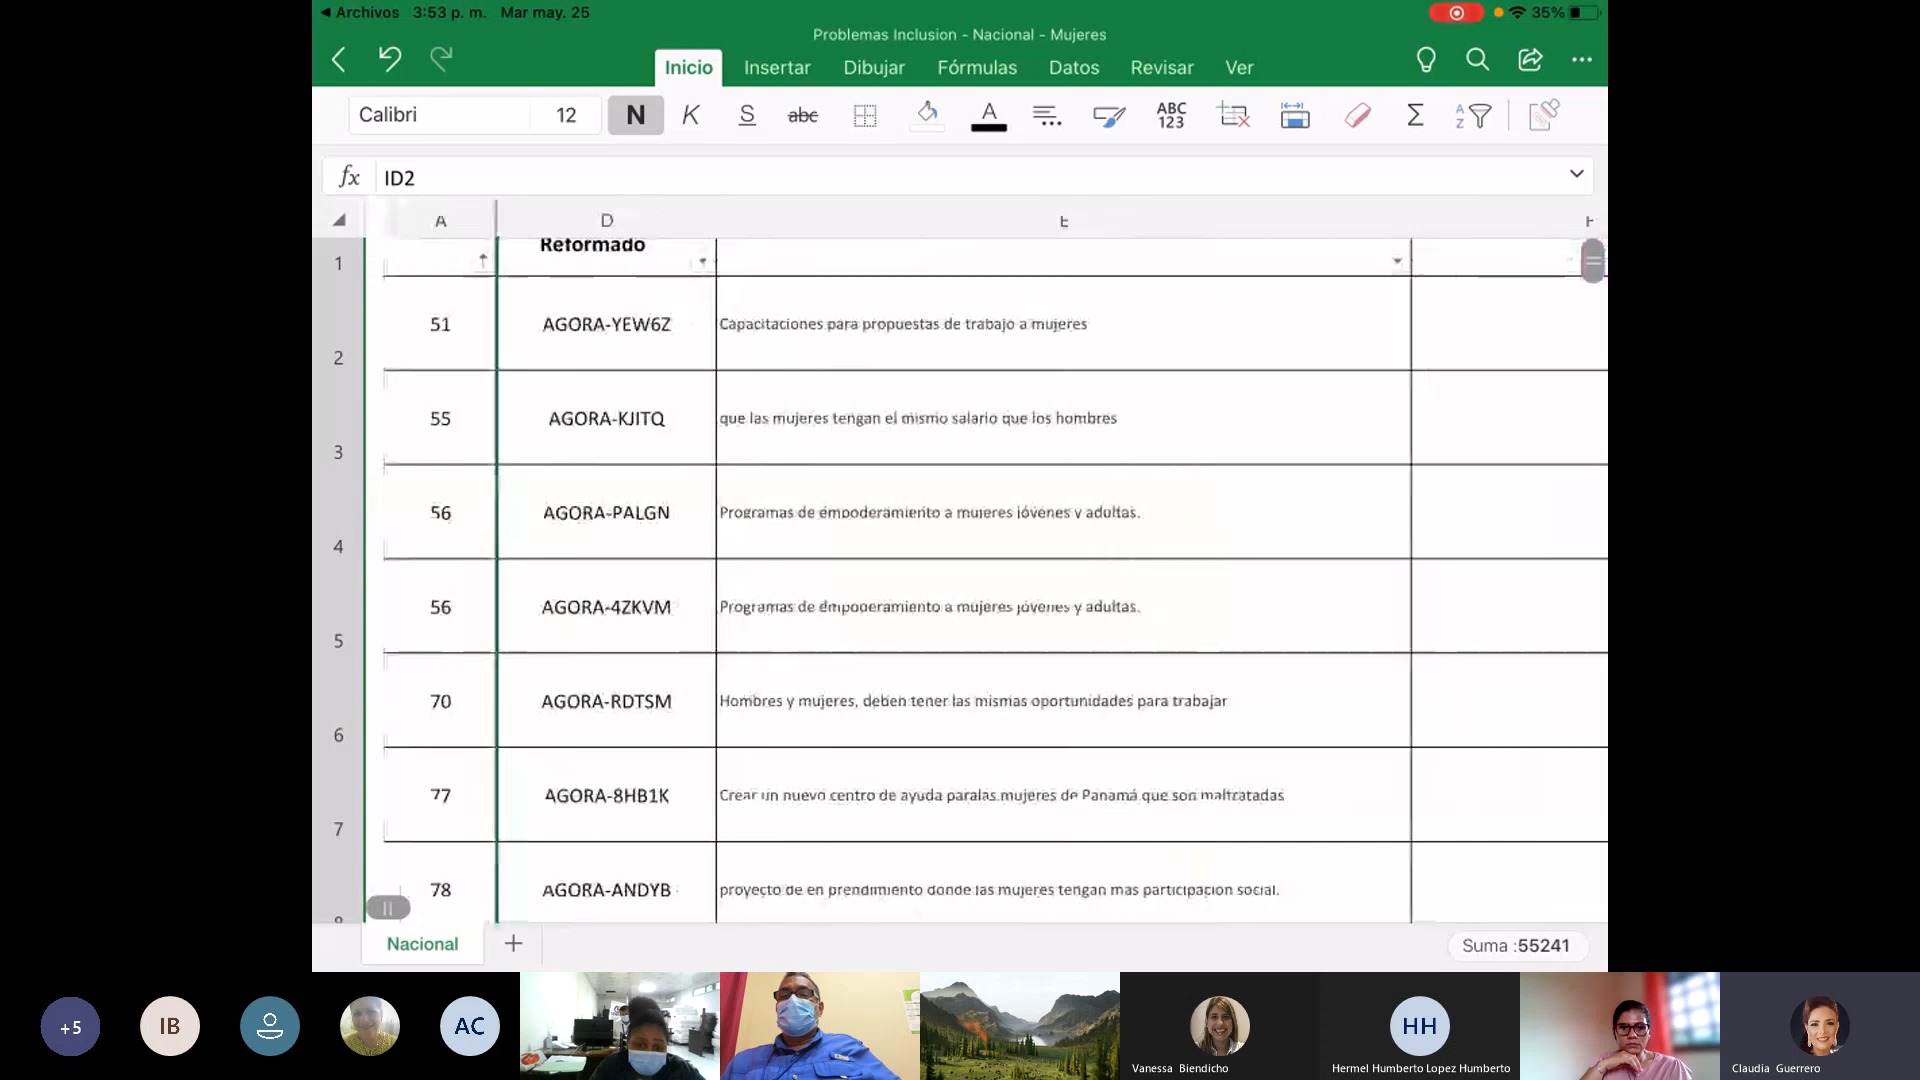 Archivos 3:53 p. m. Mar may. 25
35%
Problemas Inclusion - Nacional - Mujeres
Inicio Insertar Dibujar Fórmulas Datos Revisar Ver
Calibri 12 N K S abc A ABC 123 Σ A Z
fx ID2
A D E
1 Reformado
51 AGORA-YEW6Z Capacitaciones para propuestas de trabajo a mujeres
2
55 AGORA-KJITQ que las mujeres tengan el mismo salario que los hombres
3
56 AGORA-PALGN Programas de empoderamiento a mujeres jóvenes y adultas.
4
56 AGORA-4ZKVM Programas de empoderamiento a mujeres jóvenes y adultas.
5
70 AGORA-RDTSM Hombres y mujeres, deben tener las mismas oportunidades para trabajar
6
77 AGORA-8HB1K Crear un nuevo centro de ayuda paralas mujeres de Panamá que son maltratadas
7
78 AGORA-ANDYB proyecto de en prendimiento donde las mujeres tengan mas participacion social.
8
Nacional + Suma :55241
+5 IB AC HH
Vanessa Biendicho Hermel Humberto Lopez Humberto Claudia Guerrero